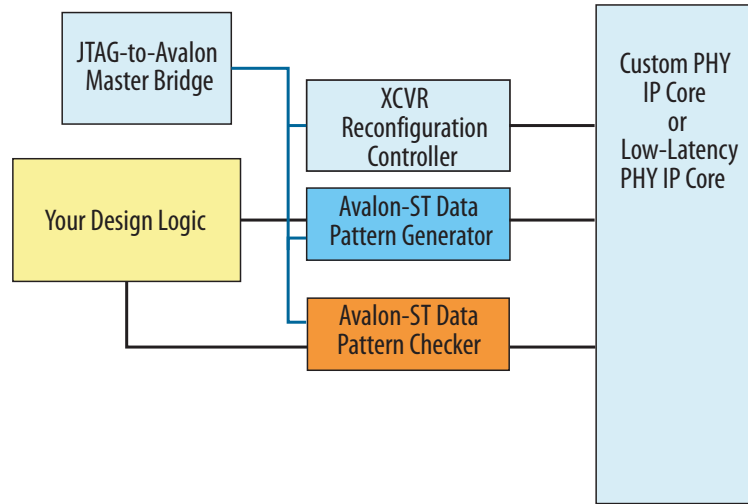 JTAG-to-Avalon
Master Bridge
XCVR
Reconfiguration
Controller
Custom PHY
IP Core
or
Low-Latency
PHY IP Core
Your Design Logic
Avalon-ST Data
Pattern Generator
Avalon-ST Data
Pattern Checker